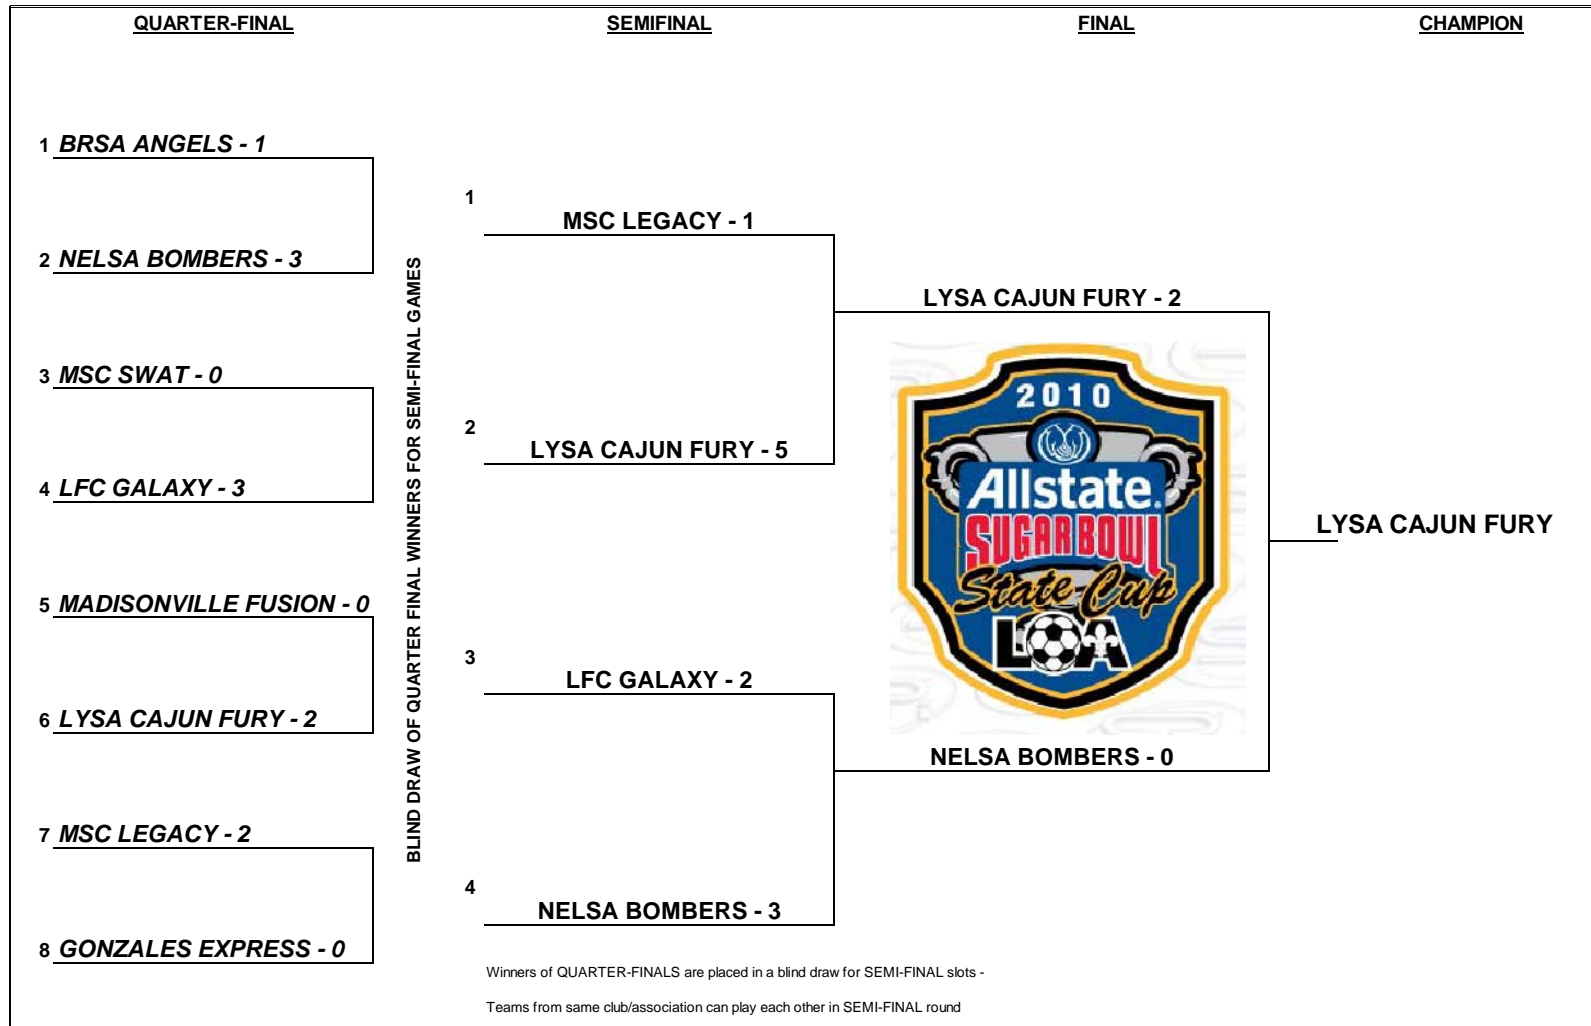 QUARTER-FINAL
SEMIFINAL
FINAL
CHAMPION
1 BRSA ANGELS - 1
2 NELSA BOMBERS - 3
3 MSC SWAT - 0
4 LFC GALAXY - 3
5 MADISONVILLE FUSION - 0
6 LYSA CAJUN FURY - 2
7 MSC LEGACY - 2
8 GONZALES EXPRESS - 0
BLIND DRAW OF QUARTER FINAL WINNERS FOR SEMI-FINAL GAMES
1
MSC LEGACY - 1
2
LYSA CAJUN FURY - 5
3
LFC GALAXY - 2
4
NELSA BOMBERS - 3
LYSA CAJUN FURY - 2
2010
Allstate.
SUGAR BOWL
State Cup
LSA
NELSA BOMBERS - 0
LYSA CAJUN FURY
Winners of QUARTER-FINALS are placed in a blind draw for SEMI-FINAL slots -
Teams from same club/association can play each other in SEMI-FINAL round